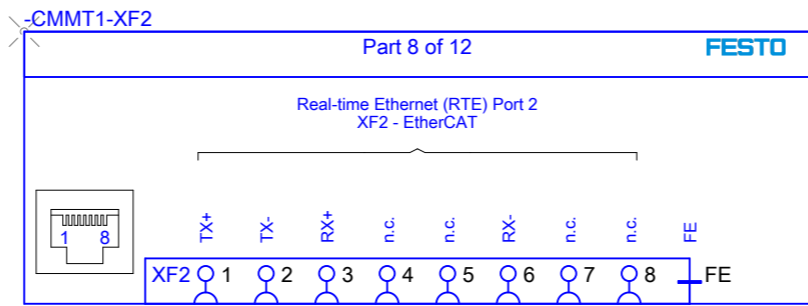 -CMMT1-XF2
Part 8 of 12
FESTO
Real-time Ethernet (RTE) Port 2
XF2 - EtherCAT
1 8
TX+ TX- RX+ n.c. n.c. RX- n.c. n.c. FE
XF2 1 2 3 4 5 6 7 8 FE